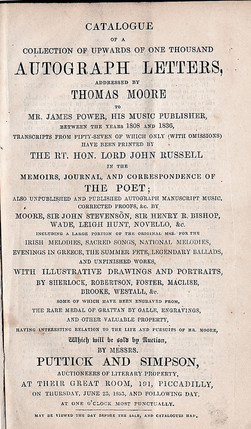 CATALOGUE
OF A
COLLECTION OF UPWARDS OF ONE THOUSAND
AUTOGRAPH LETTERS,
ADDRESSED BY
THOMAS MOORE
TO
MR. JAMES POWER, HIS MUSIC PUBLISHER,
BETWEEN THE YEARS 1808 AND 1836,
TRANSCRIPTS FROM FIFTY-SEVEN OF WHICH ONLY (WITH OMISSIONS)
HAVE BEEN PRINTED BY
THE RT. HON. LORD JOHN RUSSELL
IN THE
MEMOIRS, JOURNAL, AND CORRESPONDENCE OF
THE POET;
ALSO UNPUBLISHED AND PUBLISHED AUTOGRAPH MANUSCRIPT MUSIC,
CORRECTED PROOFS, &c. BY
MOORE, SIR JOHN STEVENSON, SIR HENRY R. BISHOP,
WADE, LEIGH HUNT, NOVELLO, &c.
INCLUDING A LARGE PORTION OF THE ORIGINAL MSS. FOR THE
IRISH MELODIES, SACRED SONGS, NATIONAL MELODIES,
EVENINGS IN GREECE, THE SUMMER FETE, LEGENDARY BALLADS,
AND UNFINISHED WORKS,
WITH ILLUSTRATIVE DRAWINGS AND PORTRAITS,
BY SHERLOCK, ROBERTSON, FOSTER, MACLISE,
BROOKE, WESTALL, &c.
SOME OF WHICH HAVE BEEN ENGRAVED FROM,
THE RARE MEDAL OF GRATTAN BY GALLE, ENGRAVINGS,
AND OTHER VALUABLE PROPERTY,
HAVING INTERESTING RELATION TO THE LIFE AND PURSUITS OF MR. MOORE,
Which will be sold by Auction,
BY MESSRS.
PUTTICK AND SIMPSON,
AUCTIONEERS OF LITERARY PROPERTY,
AT THEIR GREAT ROOM, 191, PICCADILLY,
ON THURSDAY, JUNE 23, 1853, AND FOLLOWING DAY,
AT ONE O'CLOCK MOST PUNCTUALLY.
MAY BE VIEWED THE DAY BEFORE THE SALE, AND CATALOGUES HAD,